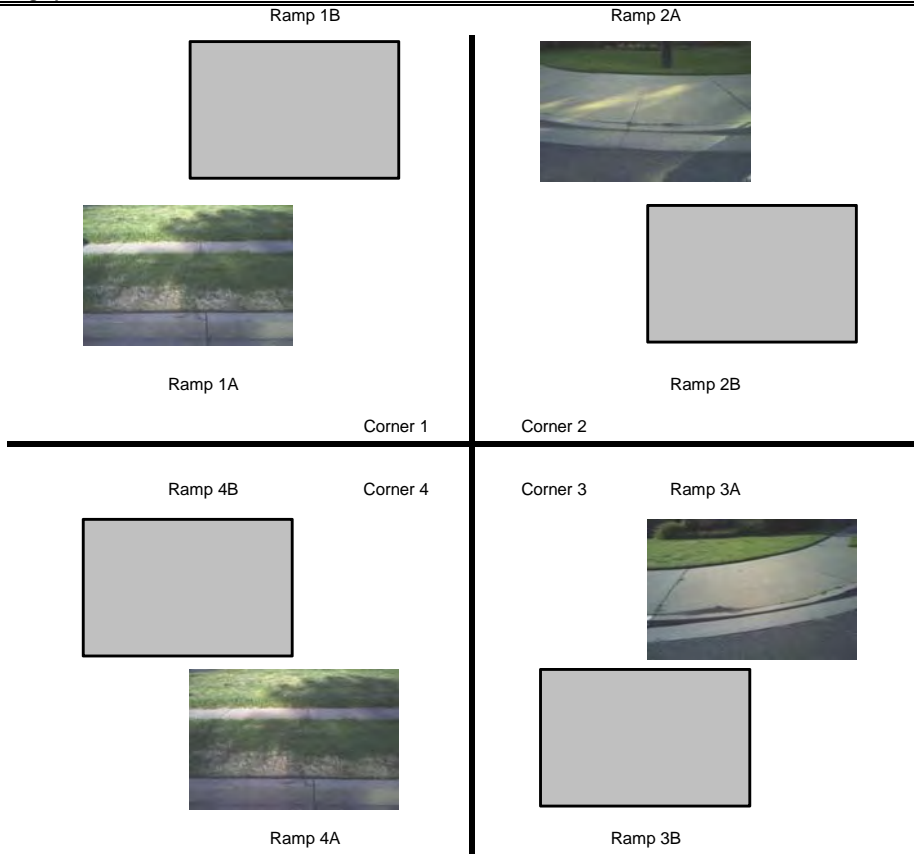 Ramp 1B Ramp 2A
Ramp 1A Ramp 2B
Corner 1 Corner 2
Ramp 4B Corner 4 Corner 3 Ramp 3A
Ramp 4A Ramp 3B